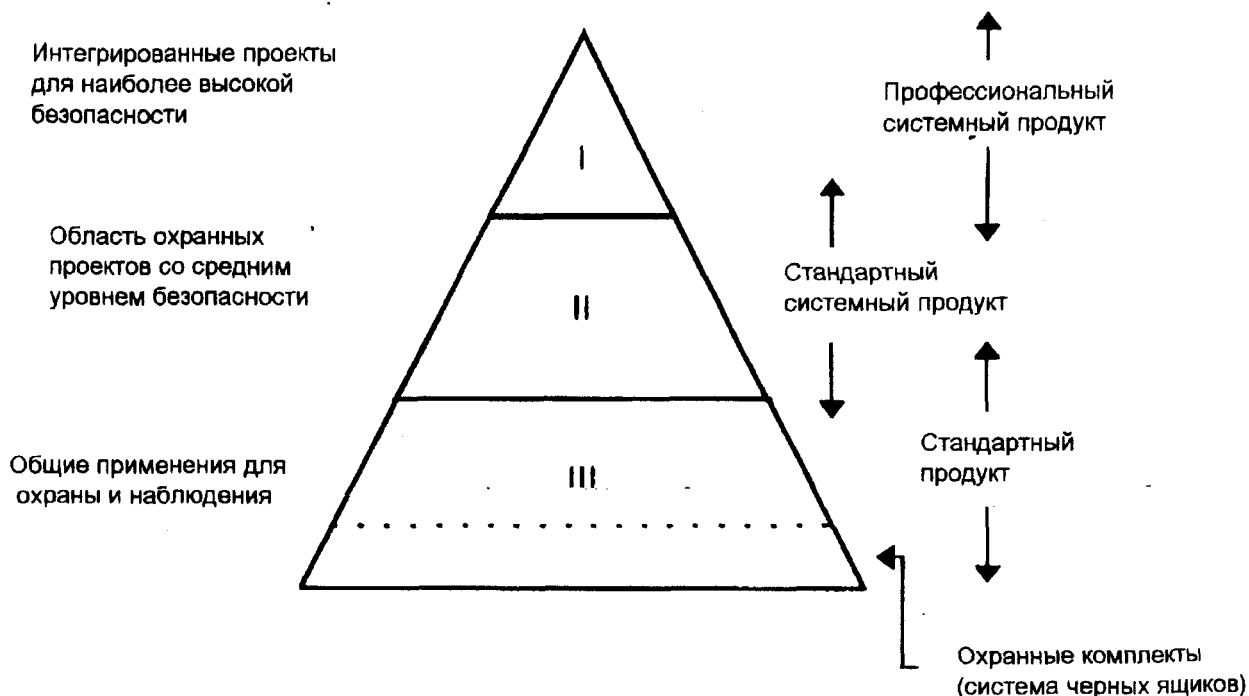 Интегрированные проекты
для наиболее высокой
безопасности
Профессиональный
системный продукт
I
Область охранных
проектов со средним
уровнем безопасности
Стандартный
системный продукт
II
Общие применения для
охраны и наблюдения
Стандартный
продукт
III
Охранные комплекты
(система черных ящиков)